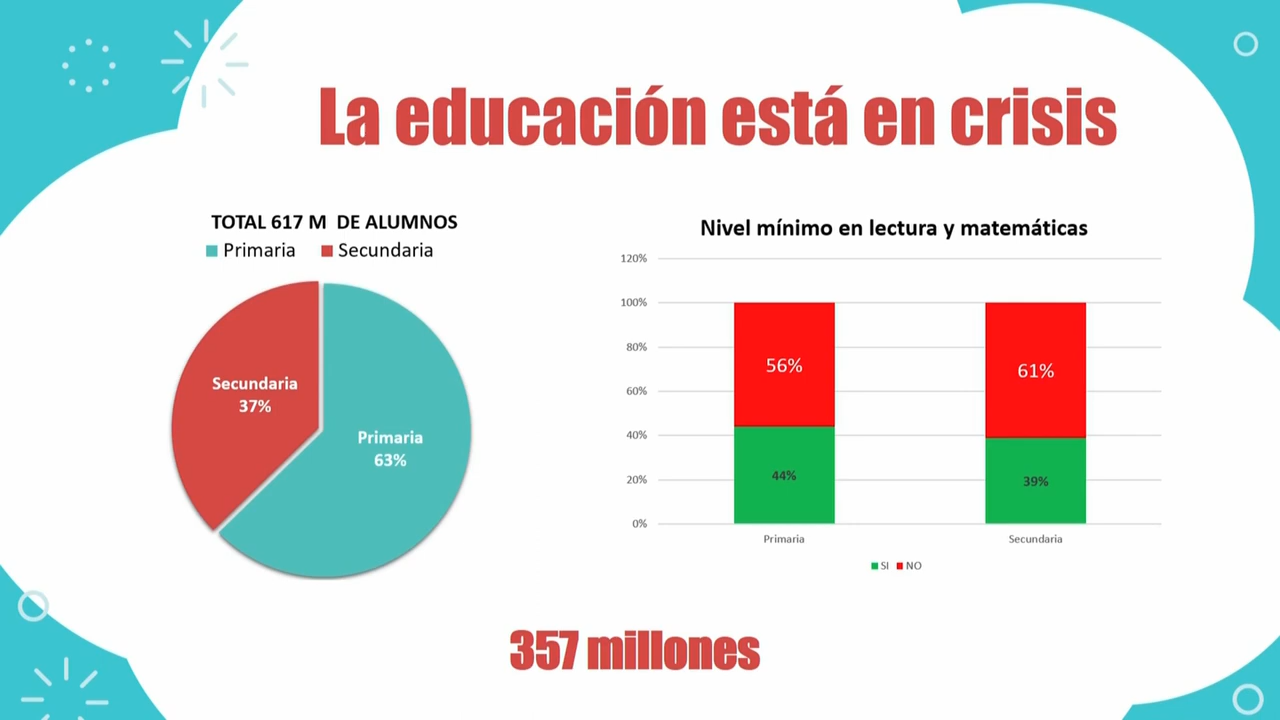 La educación está en crisis
TOTAL 617 M DE ALUMNOS
Primaria Secundaria
Secundaria
37%
Primaria
63%
Nivel mínimo en lectura y matemáticas
120%
100%
80%
60%
40%
20%
0%
56%
61%
44%
39%
Primaria Secundaria
SI NO
357 millones